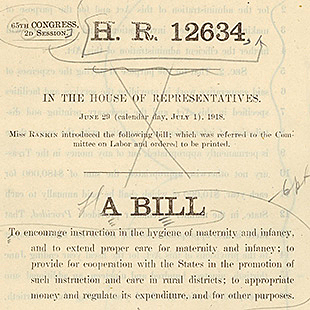 65TH CONGRESS,
2D SESSION.
H. R. 12634,
IN THE HOUSE OF REPRESENTATIVES.
JUNE 29 (calendar day, JULY 1), 1918.
MISS RANKIN introduced the following bill; which was referred to the Com-
mittee on Labor and ordered to be printed.
A BILL
To encourage instruction in the hygiene of maternity and infancy,
and to extend proper care for maternity and infancy; to
provide for cooperation with the States in the promotion of
such instruction and care in rural districts; to appropriate
money and regulate its expenditure, and for other purposes.